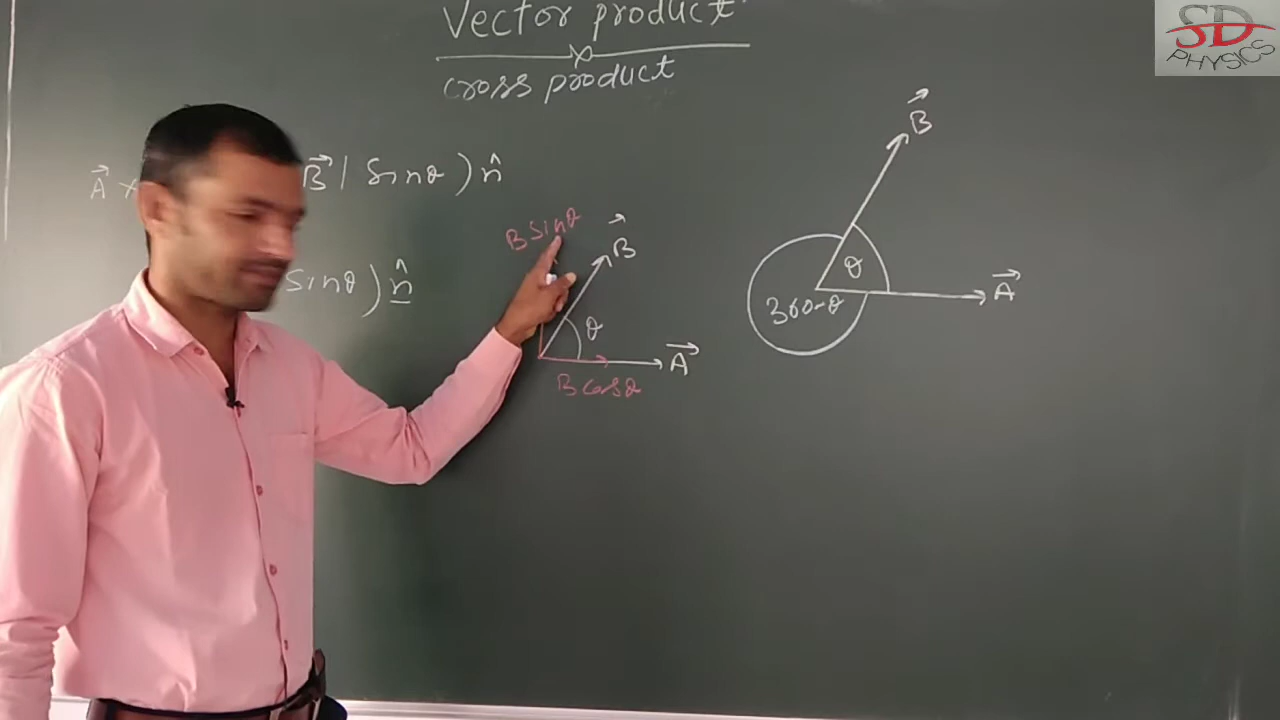 Vector product
cross product
SD
PHYSICS
A⃗ ×
B⃗ | Sinθ ) n̂
Sinθ ) n̂
B sinθ
B⃗
θ
A⃗
B cosθ
B⃗
θ
360-θ
A⃗